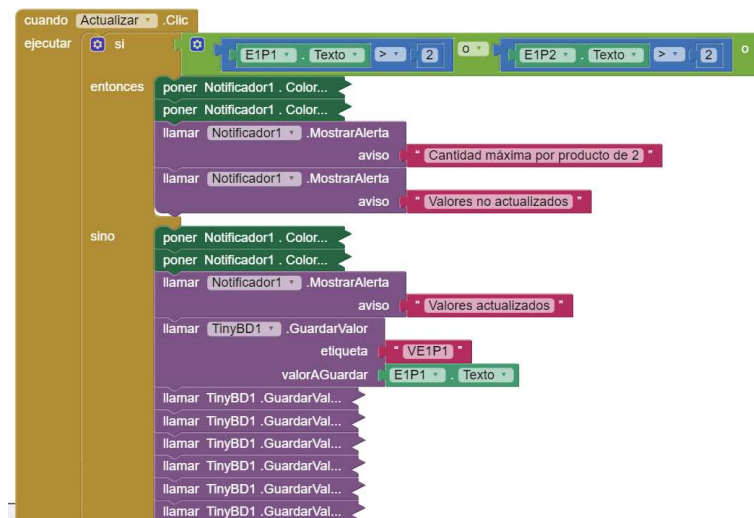 cuando Actualizar .Clic
ejecutar si E1P1 . Texto > 2 o E1P2 . Texto > 2 o
entonces poner Notificador1 . Color...
poner Notificador1 . Color...
llamar Notificador1 .MostrarAlerta
aviso " Cantidad máxima por producto de 2 "
llamar Notificador1 .MostrarAlerta
aviso " Valores no actualizados "
sino poner Notificador1 . Color...
poner Notificador1 . Color...
llamar Notificador1 .MostrarAlerta
aviso " Valores actualizados "
llamar TinyBD1 .GuardarValor
etiqueta " VE1P1 "
valorAGuardar E1P1 . Texto
llamar TinyBD1 .GuardarVal...
llamar TinyBD1 .GuardarVal...
llamar TinyBD1 .GuardarVal...
llamar TinyBD1 .GuardarVal...
llamar TinyBD1 .GuardarVal...
llamar TinyBD1 .GuardarVal...